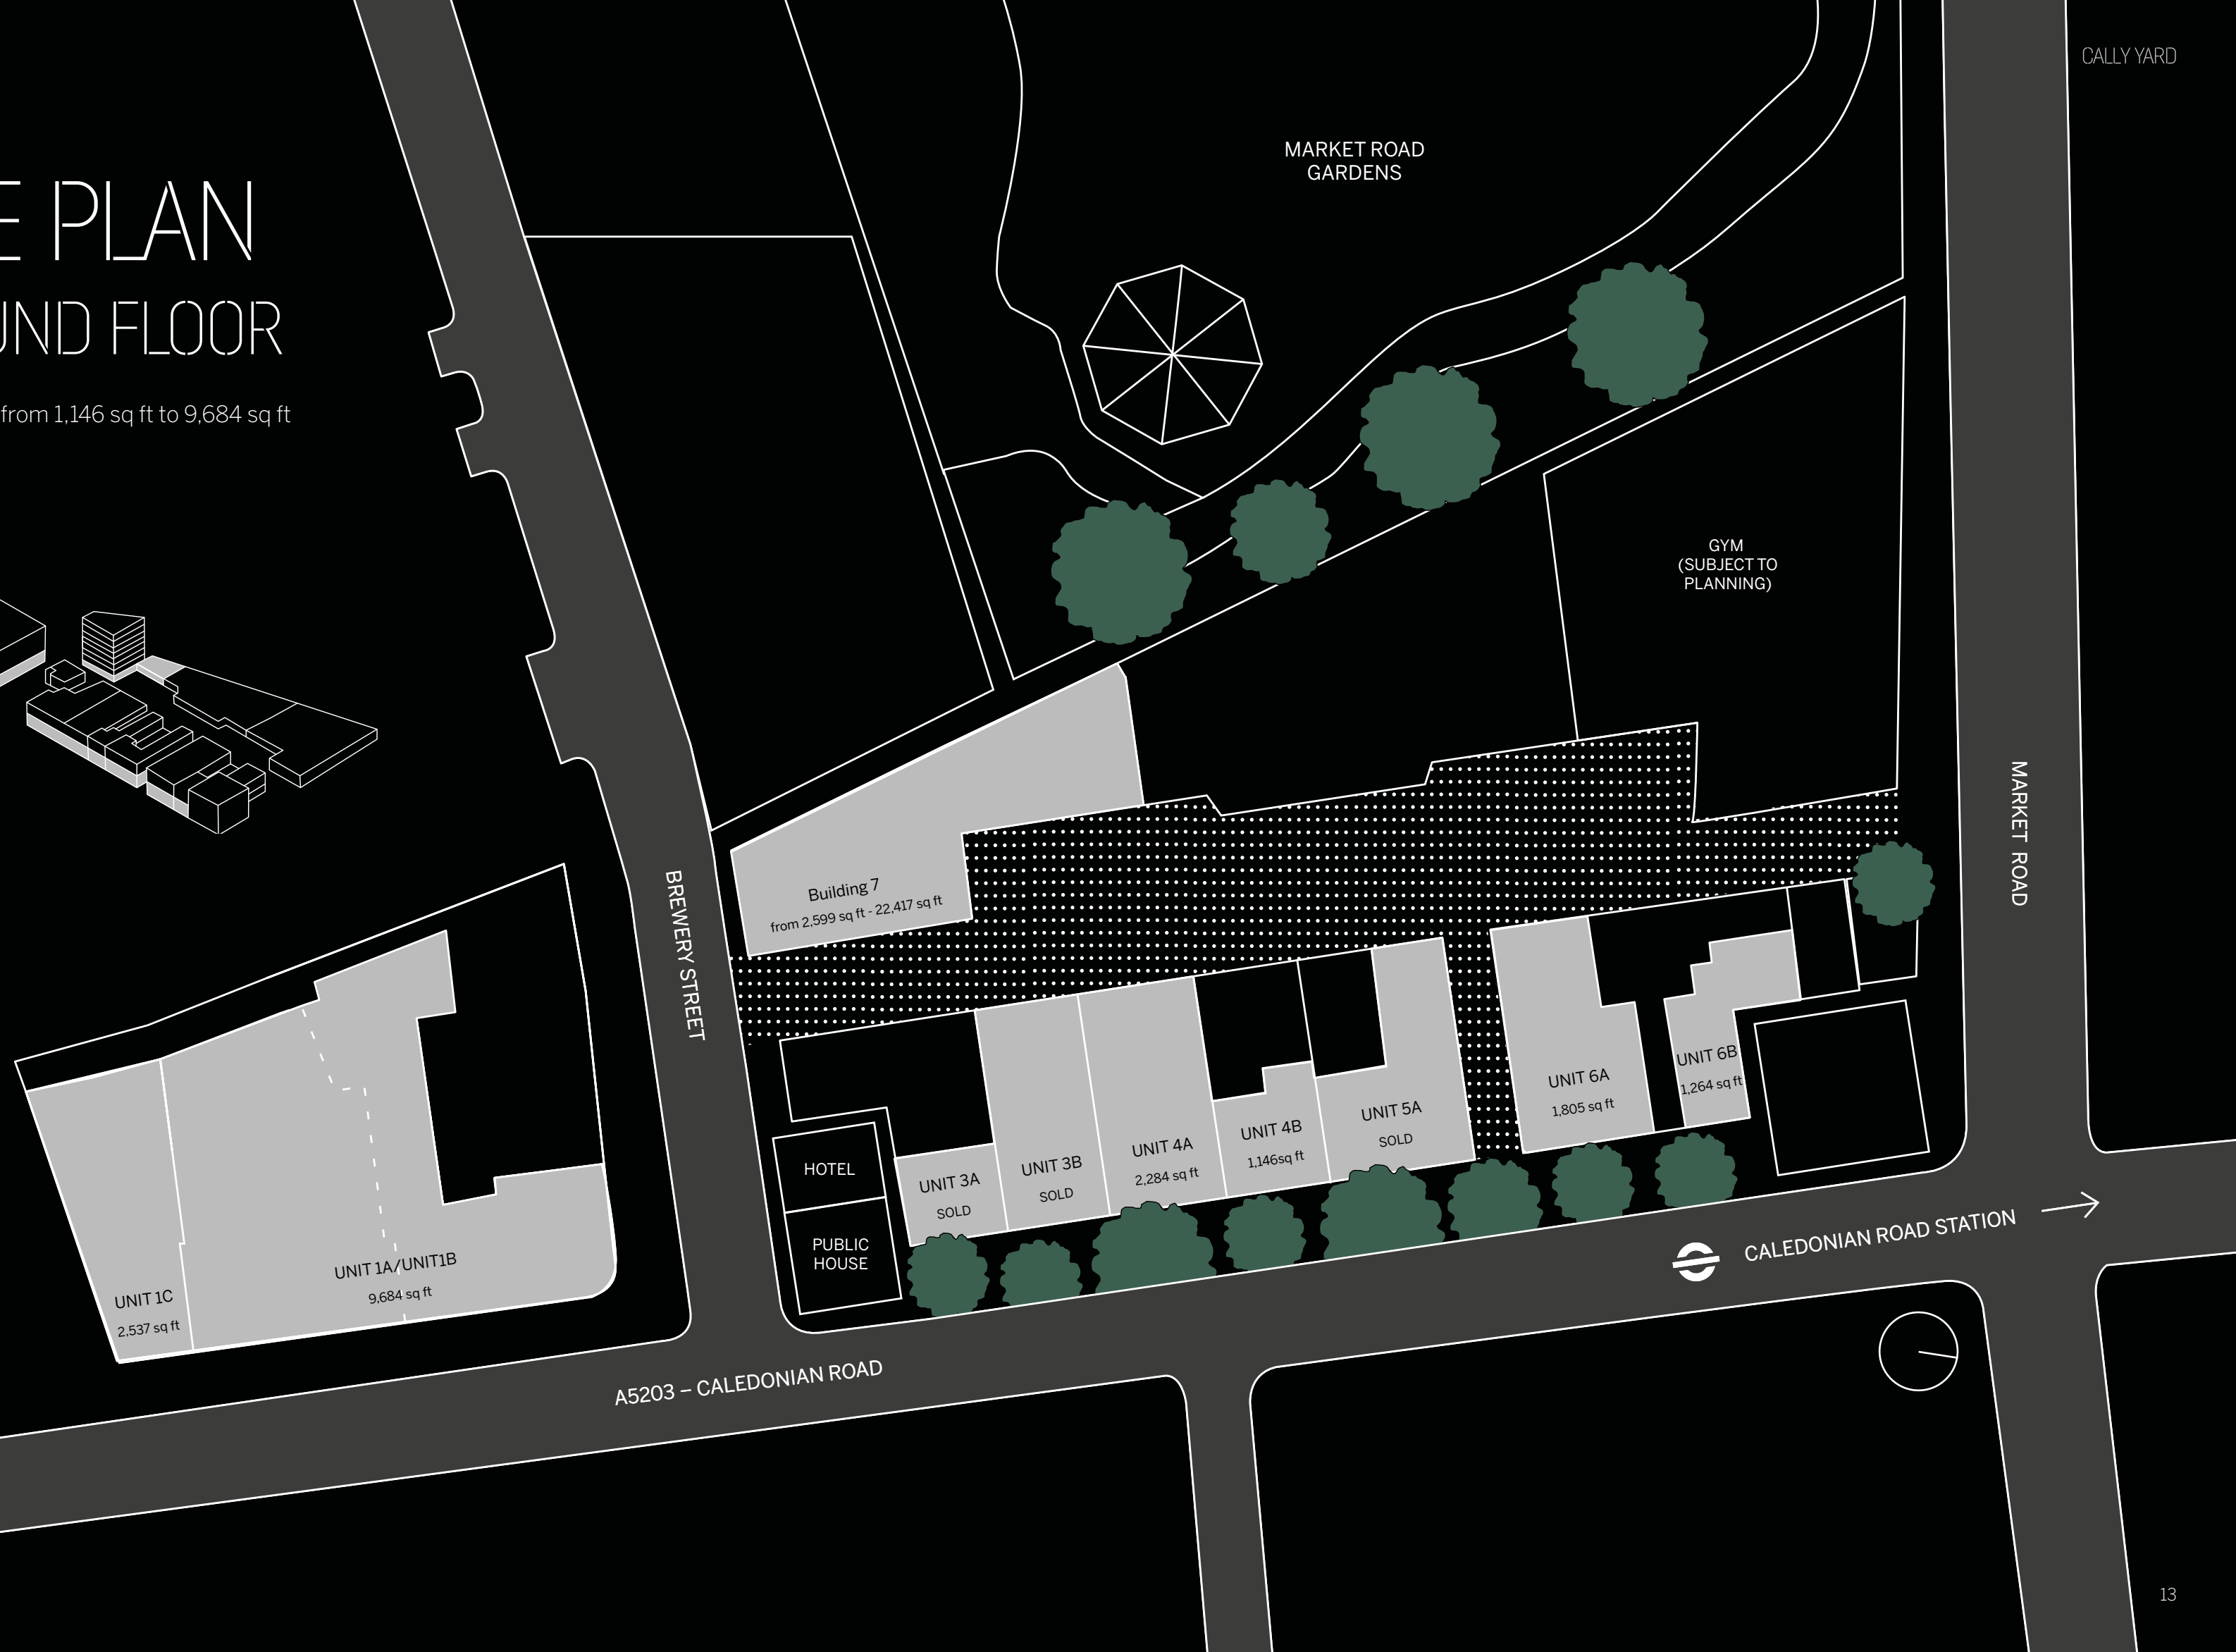 CALLY YARD
E PLAN
UND FLOOR
from 1,146 sq ft to 9,684 sq ft
MARKET ROAD
GARDENS
GYM
(SUBJECT TO
PLANNING)
MARKET ROAD
BREWERY STREET
Building 7
from 2,599 sq ft - 22,417 sq ft
UNIT 1C
2,537 sq ft
UNIT 1A/UNIT1B
9,684 sq ft
HOTEL
PUBLIC
HOUSE
UNIT 3A
SOLD
UNIT 3B
SOLD
UNIT 4A
2,284 sq ft
UNIT 4B
1,146sq ft
UNIT 5A
SOLD
UNIT 6A
1,805 sq ft
UNIT 6B
1,264 sq ft
CALEDONIAN ROAD STATION
A5203 – CALEDONIAN ROAD
13